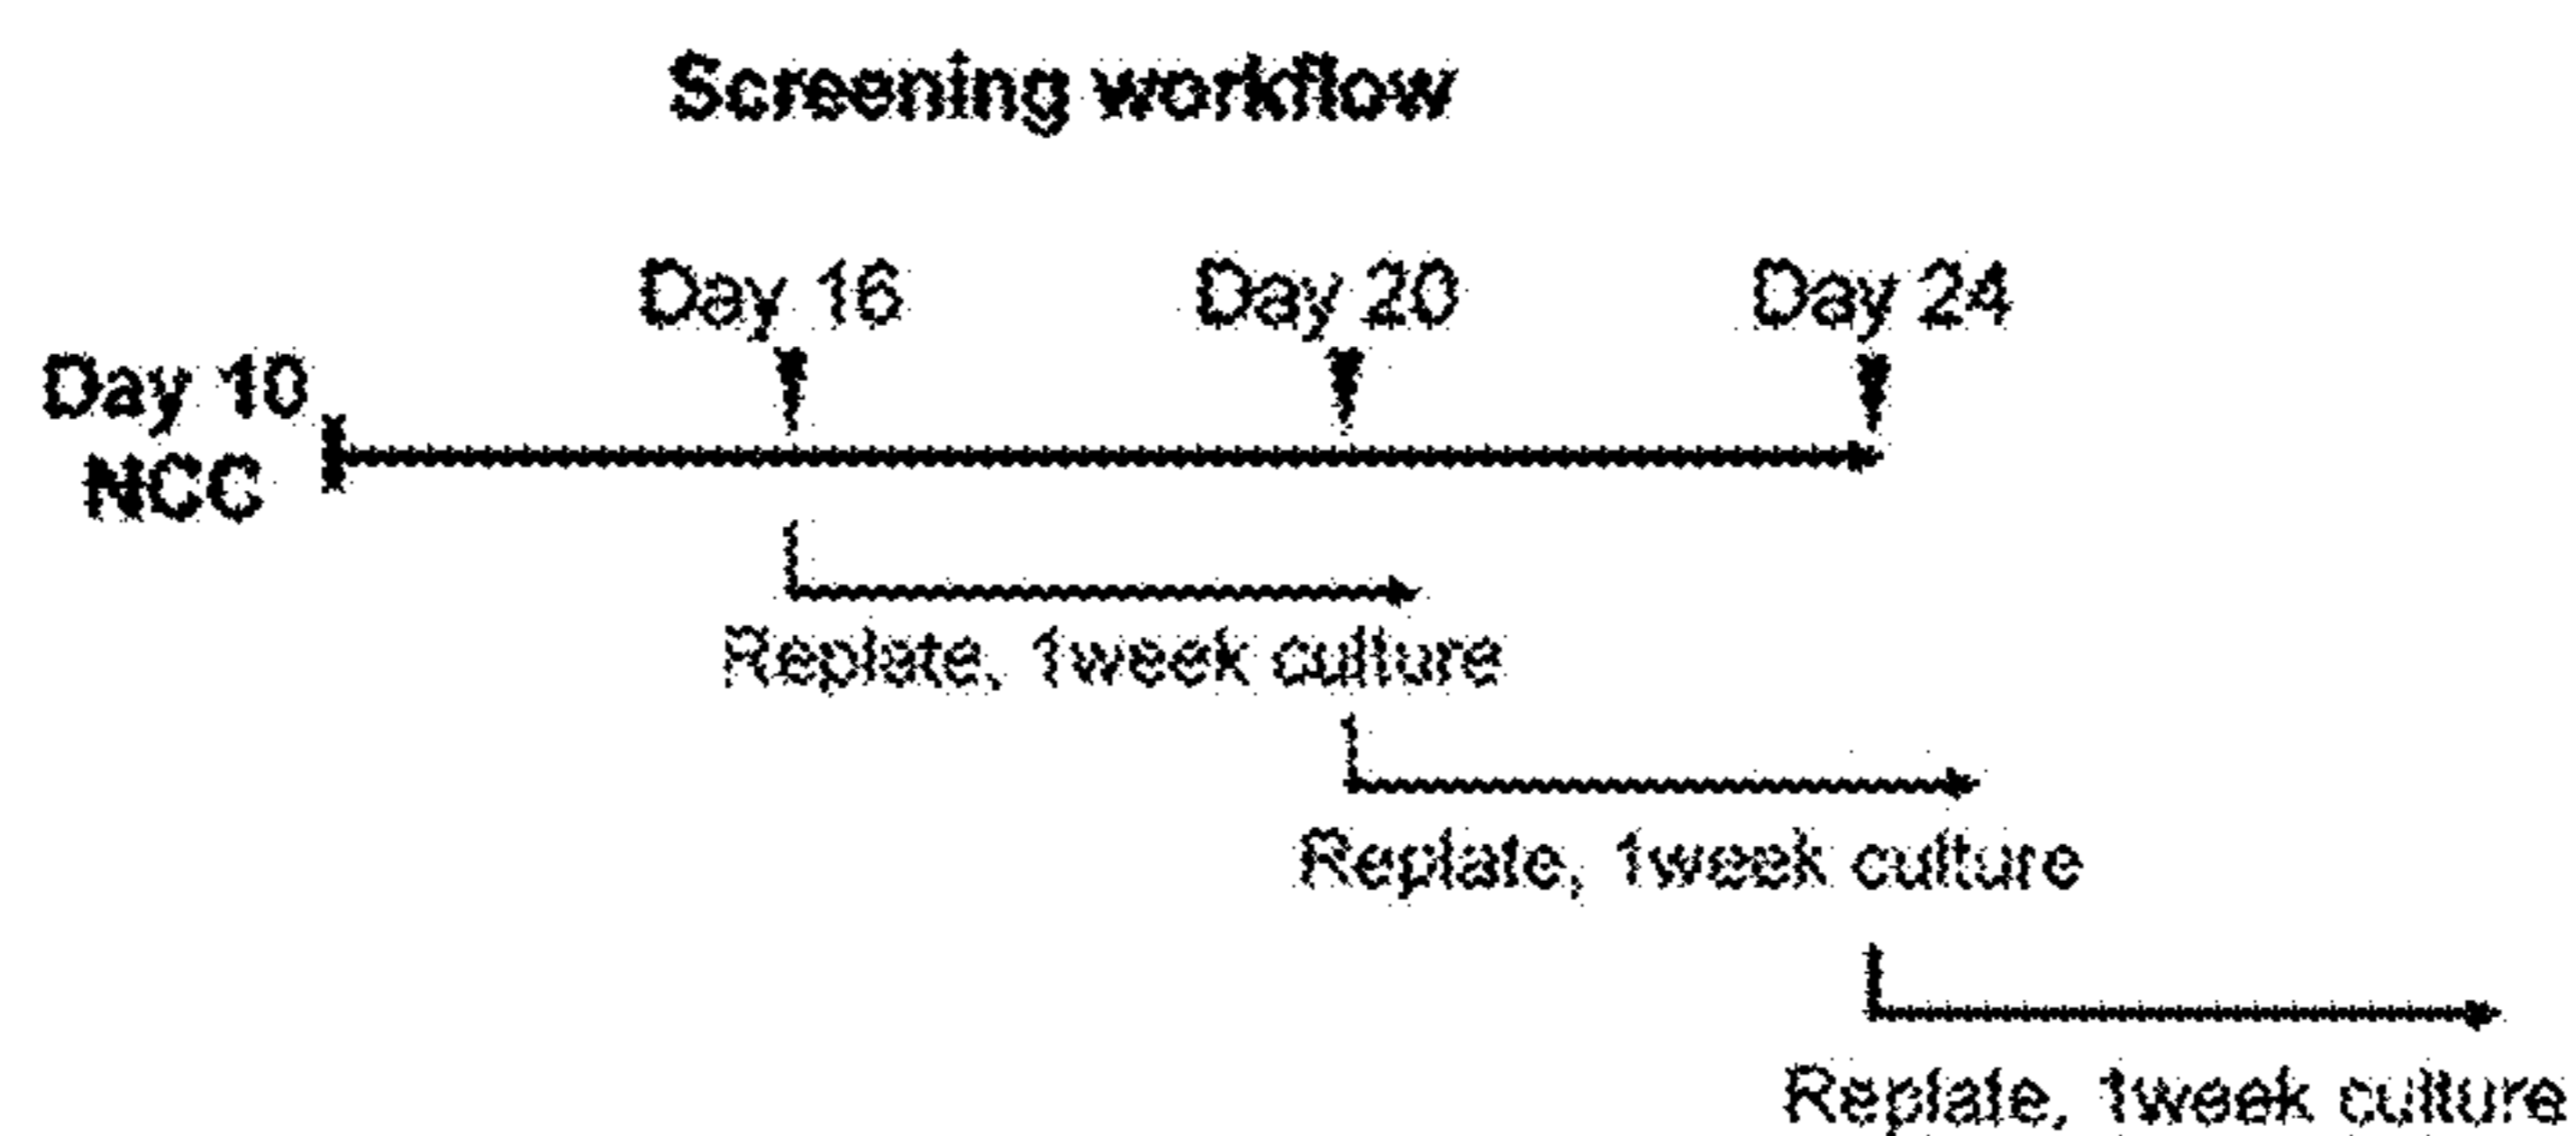 Screening workflow
Day 16
Day 20
Day 24
Day 10
NCC
Replate, 1week culture
Replate, 1week culture
Replate, 1week culture